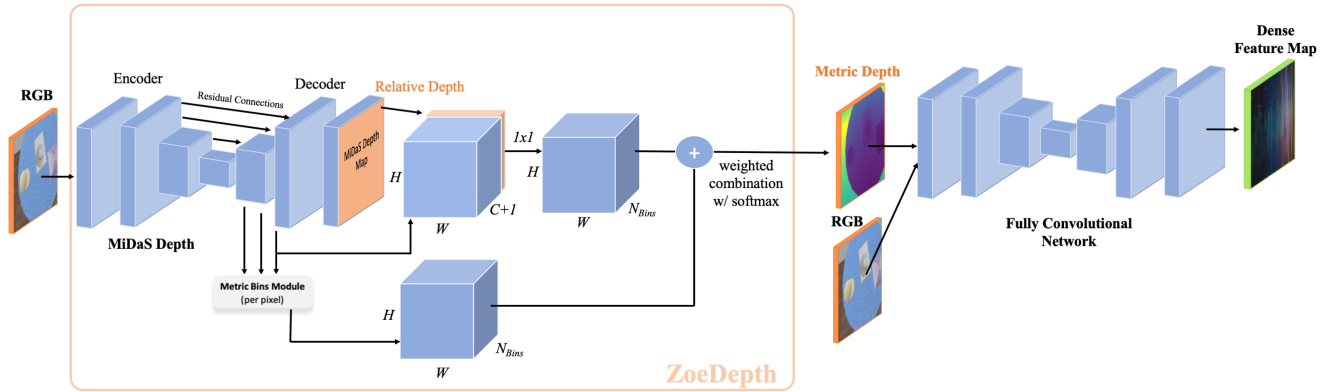 RGB
Encoder
Residual Connections
Decoder
MiDaS Depth
MiDaS Depth
Map
Relative Depth
H
W
C+1
1x1
H
W
N_Bins
Metric Bins Module
(per pixel)
H
W
N_Bins
+
weighted
combination
w/ softmax
ZoeDepth
Metric Depth
RGB
Fully Convolutional
Network
Dense
Feature Map